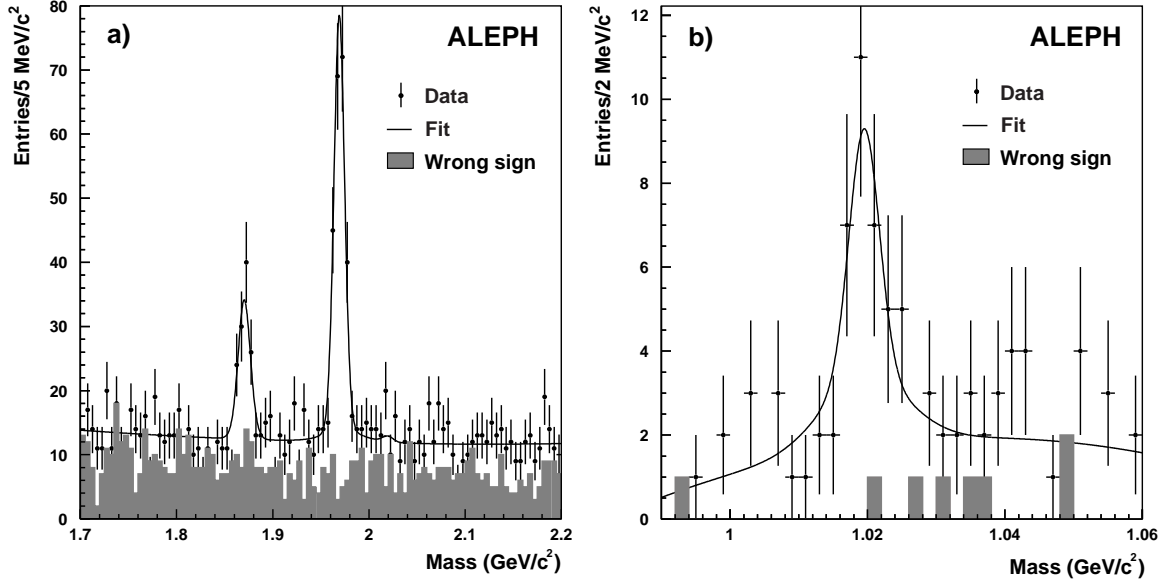 a)
ALEPH
Data
Fit
Wrong sign
Entries/5 MeV/c²
80
70
60
50
40
30
20
10
0
1.7
1.8
1.9
2
2.1
2.2
Mass (GeV/c²)
b)
ALEPH
Data
Fit
Wrong sign
Entries/2 MeV/c²
12
10
8
6
4
2
0
1
1.02
1.04
1.06
Mass (GeV/c²)